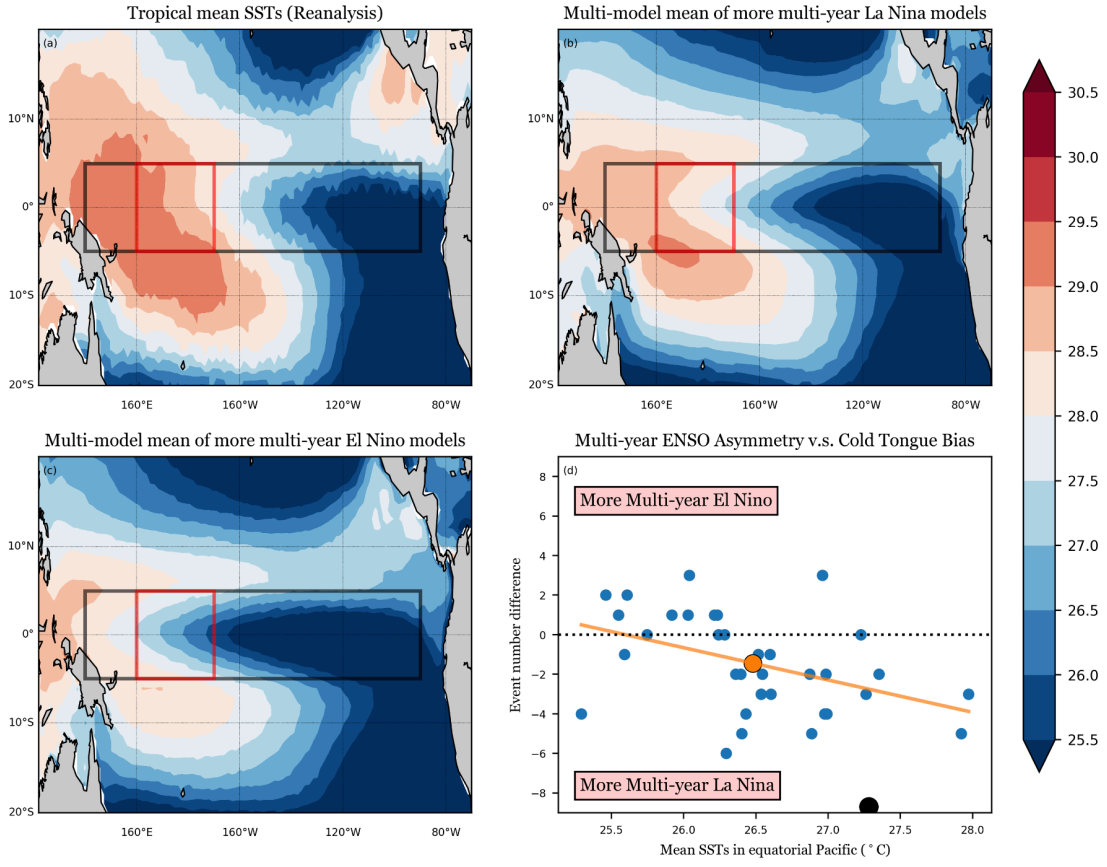 Tropical mean SSTs (Reanalysis)
(a)
10°N
0°
10°S
20°S
160°E
160°W
120°W
80°W
Multi-model mean of more multi-year La Nina models
(b)
10°N
0°
10°S
20°S
160°E
160°W
120°W
80°W
30.5
30.0
29.5
29.0
28.5
28.0
27.5
27.0
26.5
26.0
25.5
Multi-model mean of more multi-year El Nino models
(c)
10°N
0°
10°S
20°S
160°E
160°W
120°W
80°W
Multi-year ENSO Asymmetry v.s. Cold Tongue Bias
(d)
More Multi-year El Nino
More Multi-year La Nina
Event number difference
8
6
4
2
0
−2
−4
−6
−8
25.5
26.0
26.5
27.0
27.5
28.0
Mean SSTs in equatorial Pacific (°C)